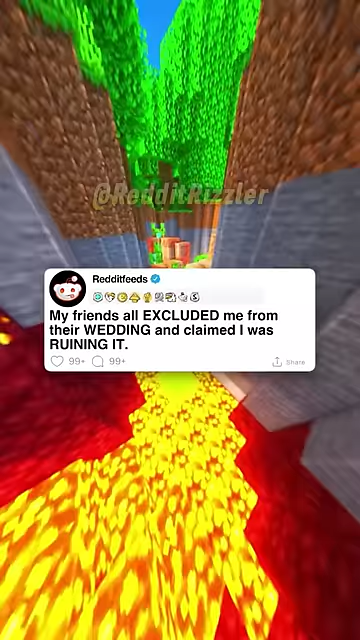 @RedditRizzler
Redditfeeds
My friends all EXCLUDED me from
their WEDDING and claimed I was
RUINING IT.
99+ 99+ Share